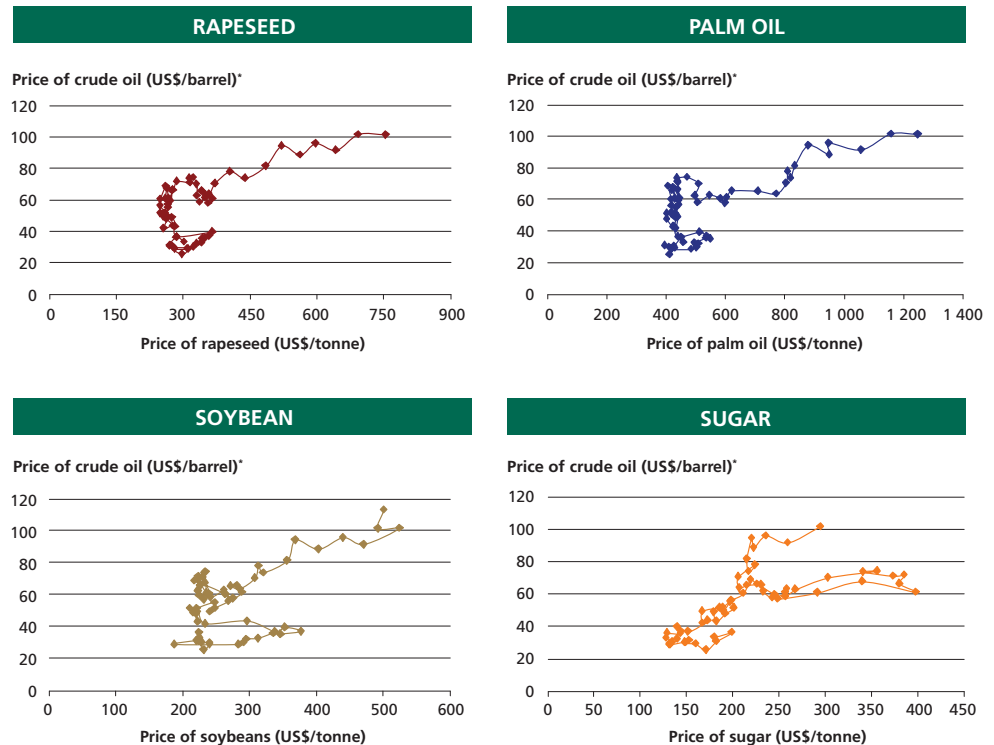 RAPESEED
Price of crude oil (US$/barrel)*
120
100
80
60
40
20
0
0 150 300 450 600 750 900
Price of rapeseed (US$/tonne)
PALM OIL
Price of crude oil (US$/barrel)*
120
100
80
60
40
20
0
0 200 400 600 800 1 000 1 200 1 400
Price of palm oil (US$/tonne)
SOYBEAN
Price of crude oil (US$/barrel)*
120
100
80
60
40
20
0
0 100 200 300 400 500 600
Price of soybeans (US$/tonne)
SUGAR
Price of crude oil (US$/barrel)*
120
100
80
60
40
20
0
0 50 100 150 200 250 300 350 400 450
Price of sugar (US$/tonne)